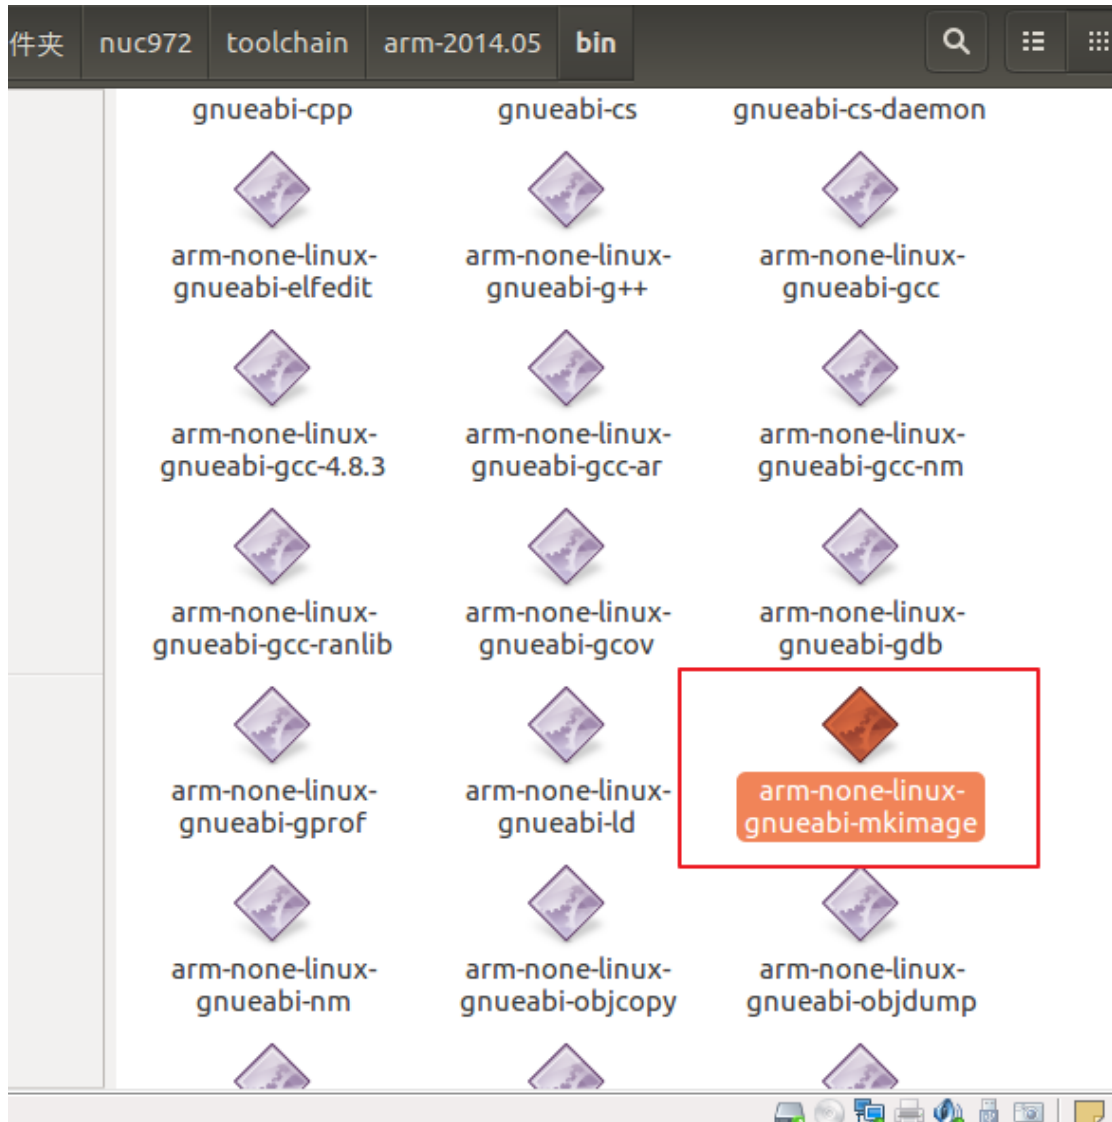 件夹 nuc972 toolchain arm-2014.05 bin
gnueabi-cpp gnueabi-cs gnueabi-cs-daemon
arm-none-linux- arm-none-linux- arm-none-linux-
gnueabi-elfedit gnueabi-g++ gnueabi-gcc
arm-none-linux- arm-none-linux- arm-none-linux-
gnueabi-gcc-4.8.3 gnueabi-gcc-ar gnueabi-gcc-nm
arm-none-linux- arm-none-linux- arm-none-linux-
gnueabi-gcc-ranlib gnueabi-gcov gnueabi-gdb
arm-none-linux- arm-none-linux- arm-none-linux-
gnueabi-gprof gnueabi-ld gnueabi-mkimage
arm-none-linux- arm-none-linux- arm-none-linux-
gnueabi-nm gnueabi-objcopy gnueabi-objdump